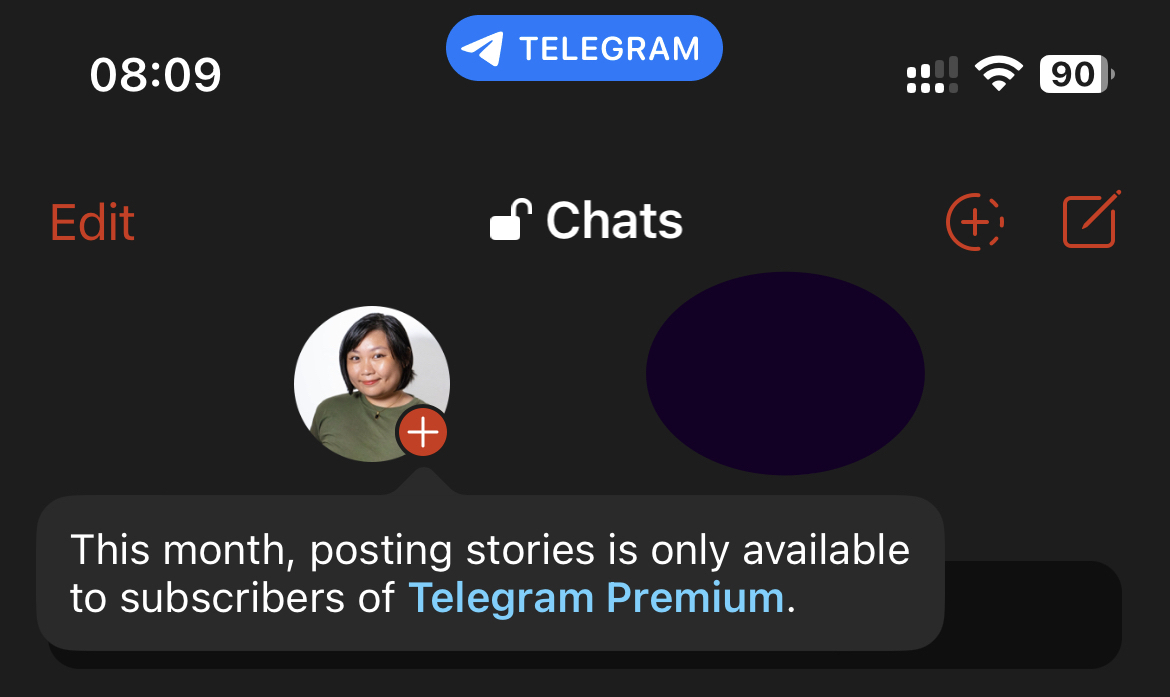 08:09
TELEGRAM
90
Edit
Chats
This month, posting stories is only available
to subscribers of Telegram Premium.